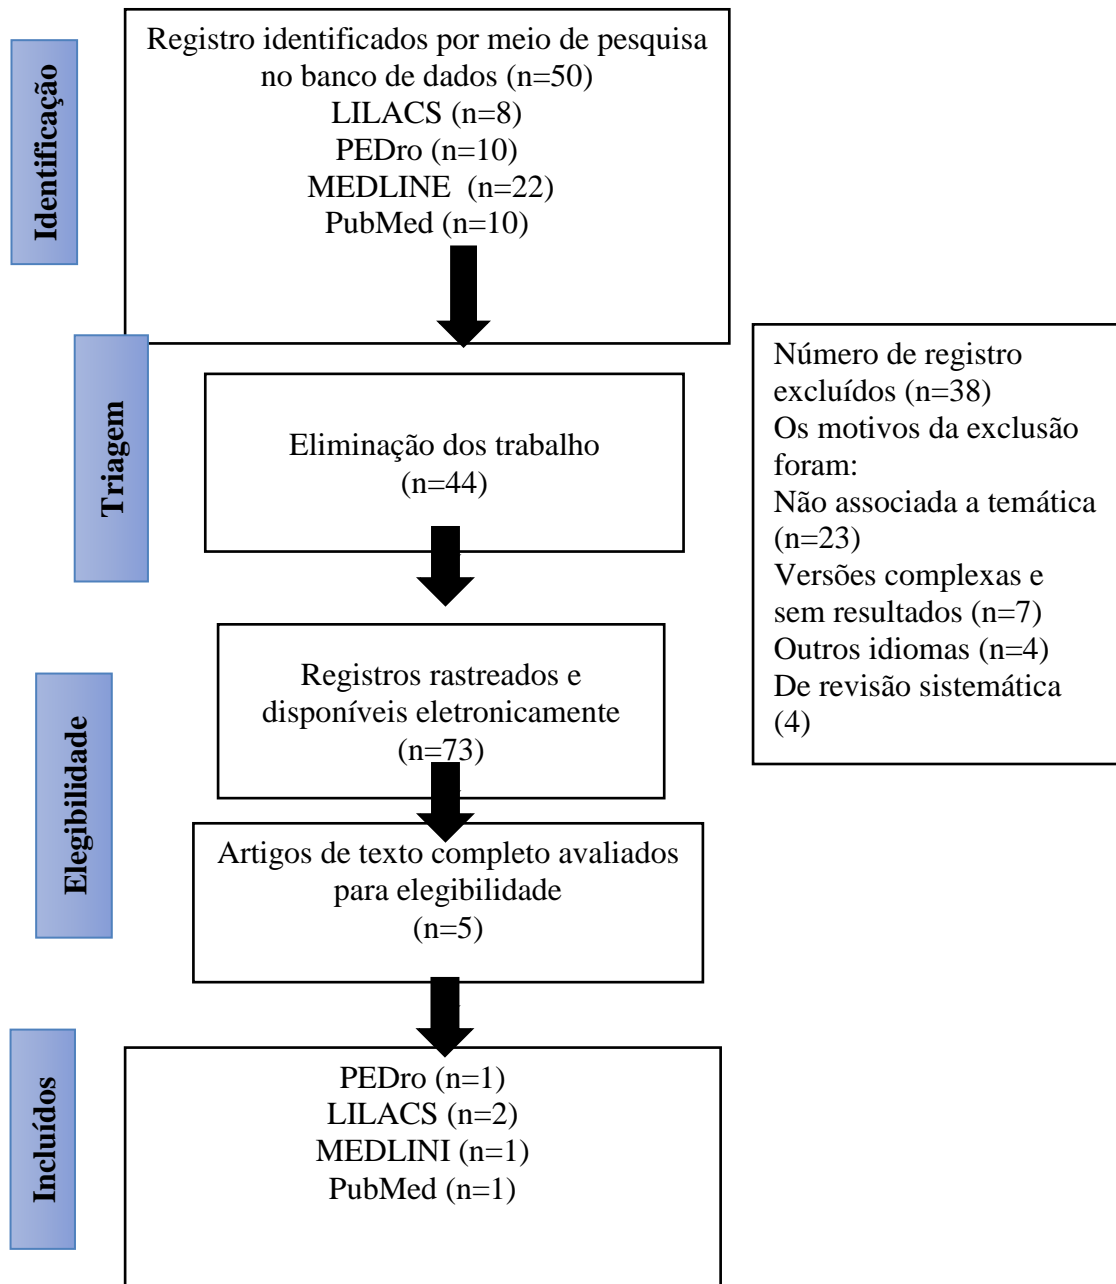 Identificação
Registro identificados por meio de pesquisa
no banco de dados (n=50)
LILACS (n=8)
PEDro (n=10)
MEDLINE (n=22)
PubMed (n=10)
Triagem
Eliminação dos trabalho
(n=44)
Número de registro
excluídos (n=38)
Os motivos da exclusão
foram:
Não associada a temática
(n=23)
Versões complexas e
sem resultados (n=7)
Outros idiomas (n=4)
De revisão sistemática
(4)
Elegibilidade
Registros rastreados e
disponíveis eletronicamente
(n=73)
Artigos de texto completo avaliados
para elegibilidade
(n=5)
Incluídos
PEDro (n=1)
LILACS (n=2)
MEDLINI (n=1)
PubMed (n=1)